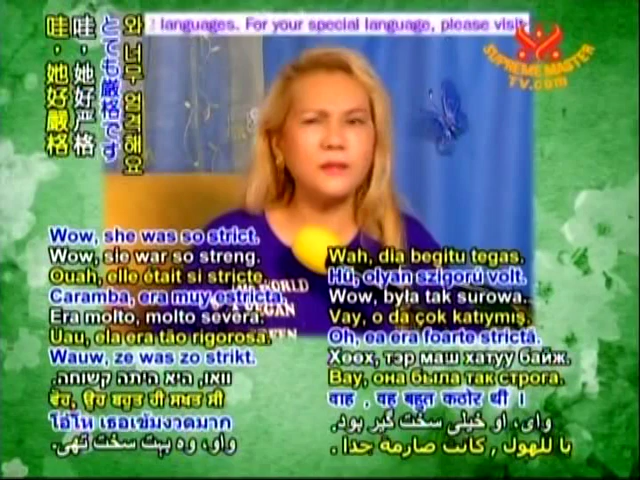 languages. For your special language, please visit
SUPREME MASTER
TV.com
哇，她好嚴格
哇，她好严格
とても厳格です
와 너무 엄격해요
WORLD
Wow, she was so strict.
Wow, sie war so streng.
Ouah, elle était si stricte.
Caramba, era muy estricta.
Era molto, molto severa.
Uau, ela era tão rigorosa.
Wauw, ze was zo strikt.
וואו, היא היתה קשוחה.
ਵੋਹ, ਉਹ ਬਹੁਤ ਹੀ ਸਖਤ ਸੀ
โอ้โห เธอเข้มงวดมาก
واو، وہ بہت سخت تھی.
Wah, dia begitu tegas.
Hű, olyan szigorú volt.
Wow, była tak surowa.
Vay, o da çok katıymış.
Oh, ea era foarte strictă.
Хөөх, тэр маш хатуу байж.
Вау, она была так строга.
वाह , वह बहुत कठोर थी ।
وای، او خیلی سخت گیر بود.
يا للهول , كانت صارمة جدا .